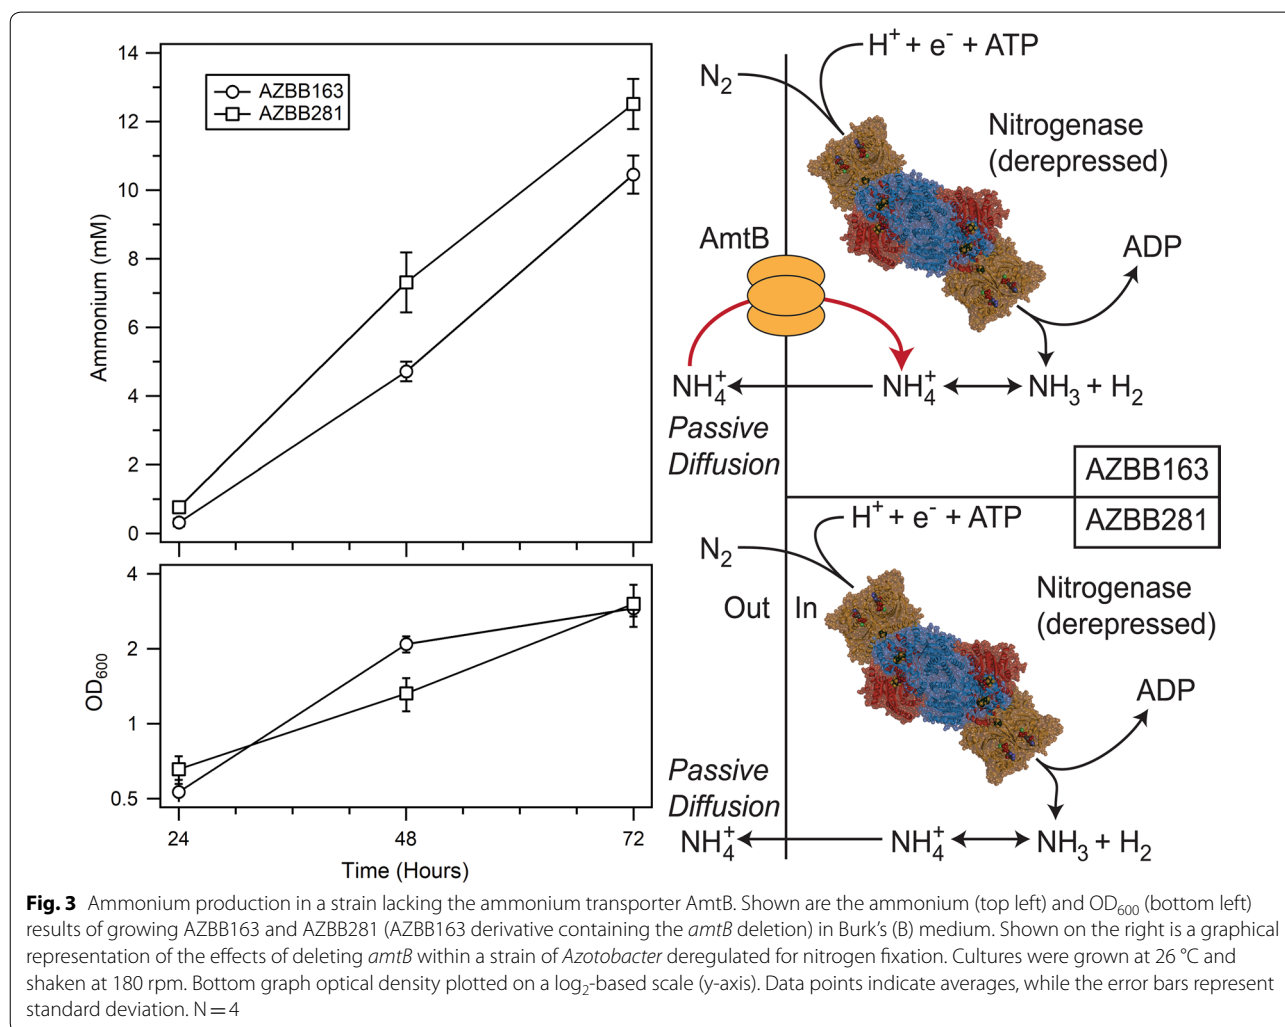 14
12
10
8
6
4
2
0
Ammonium (mM)
AZBB163
AZBB281
4
2
1
0.5
OD₆₀₀
24
48
72
Time (Hours)
H⁺ + e⁻ + ATP
N₂
Nitrogenase
(derepressed)
AmtB
ADP
NH₄⁺
NH₄⁺
NH₃ + H₂
Passive
Diffusion
AZBB163
AZBB281
H⁺ + e⁻ + ATP
N₂
Out
In
Nitrogenase
(derepressed)
ADP
Passive
Diffusion
NH₄⁺
NH₄⁺
NH₃ + H₂
Fig. 3 Ammonium production in a strain lacking the ammonium transporter AmtB. Shown are the ammonium (top left) and OD₆₀₀ (bottom left)
results of growing AZBB163 and AZBB281 (AZBB163 derivative containing the amtB deletion) in Burk's (B) medium. Shown on the right is a graphical
representation of the effects of deleting amtB within a strain of Azotobacter deregulated for nitrogen fixation. Cultures were grown at 26 °C and
shaken at 180 rpm. Bottom graph optical density plotted on a log₂-based scale (y-axis). Data points indicate averages, while the error bars represent
standard deviation. N = 4